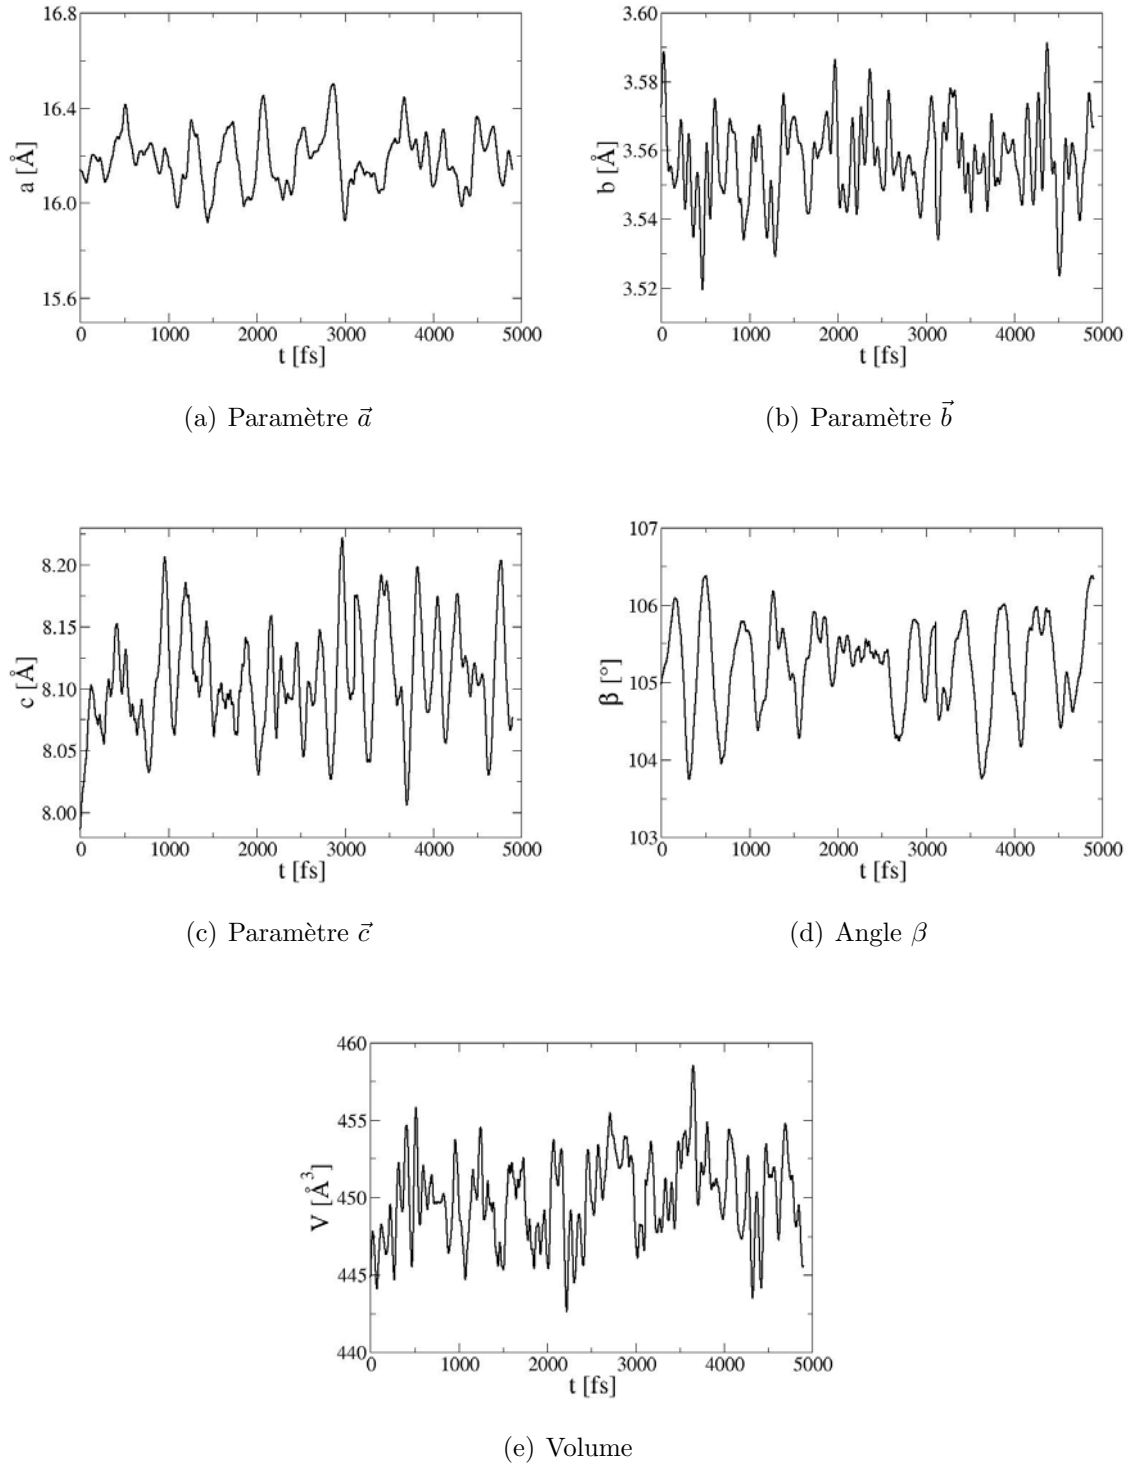 16.8
16.4
16.0
15.6
a [Å]
0 1000 2000 3000 4000 5000
t [fs]
(a) Paramètre \vec{a}
3.60
3.58
3.56
3.54
3.52
b [Å]
0 1000 2000 3000 4000 5000
t [fs]
(b) Paramètre \vec{b}
8.20
8.15
8.10
8.05
8.00
c [Å]
0 1000 2000 3000 4000 5000
t [fs]
(c) Paramètre \vec{c}
107
106
105
104
103
β [°]
0 1000 2000 3000 4000 5000
t [fs]
(d) Angle β
460
455
450
445
440
V [Å³]
0 1000 2000 3000 4000 5000
t [fs]
(e) Volume